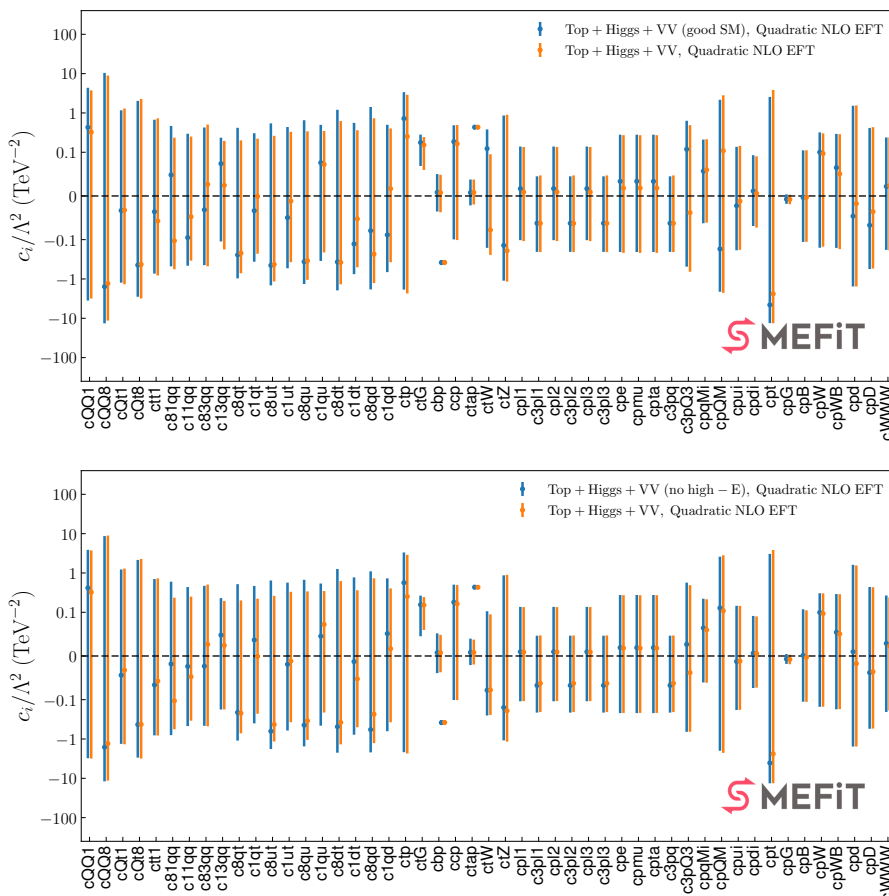 Top + Higgs + VV (good SM), Quadratic NLO EFT
Top + Higgs + VV, Quadratic NLO EFT
c_i/Λ² (TeV⁻²)
100
10
1
0.1
0
−0.1
−1
−10
−100
SMEFiT
cQQ1 cQQ8 cQt1 cQt8 ctt1 c81qq c11qq c83qq c13qq c8qt c1qt c8ut c1ut c8qu c1qu c8dt c1dt c8qd c1qd ctp ctG cbp ccp ctap ctW ctZ cpl1 c3pl1 cpl2 c3pl2 cpl3 c3pl3 cpe cpmu cpta c3pq c3pQ3 cpqMi cpQM cpui cpdi cpt cpG cpB cpW cpWB cpd cpD cWWW
Top + Higgs + VV (no high − E), Quadratic NLO EFT
Top + Higgs + VV, Quadratic NLO EFT
c_i/Λ² (TeV⁻²)
100
10
1
0.1
0
−0.1
−1
−10
−100
SMEFiT
cQQ1 cQQ8 cQt1 cQt8 ctt1 c81qq c11qq c83qq c13qq c8qt c1qt c8ut c1ut c8qu c1qu c8dt c1dt c8qd c1qd ctp ctG cbp ccp ctap ctW ctZ cpl1 c3pl1 cpl2 c3pl2 cpl3 c3pl3 cpe cpmu cpta c3pq c3pQ3 cpqMi cpQM cpui cpdi cpt cpG cpB cpW cpWB cpd cpD cWWW